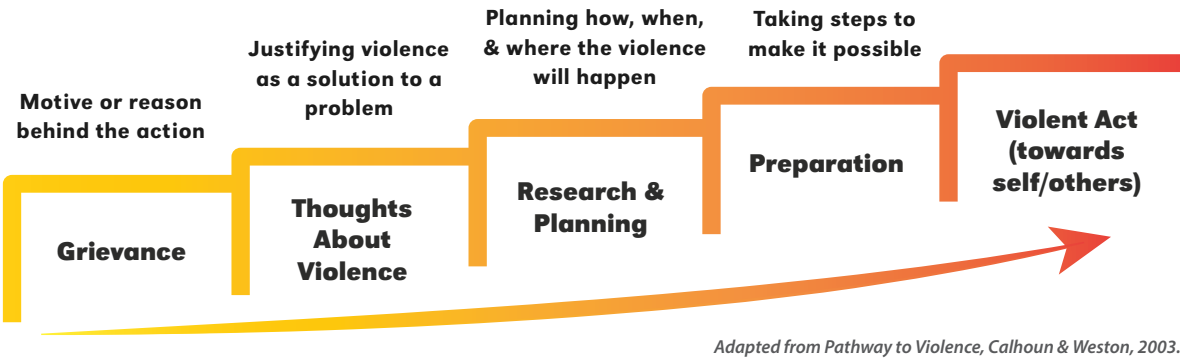 Motive or reason
behind the action
Grievance
Justifying violence
as a solution to a
problem
Thoughts
About
Violence
Planning how, when,
& where the violence
will happen
Research &
Planning
Taking steps to
make it possible
Preparation
Violent Act
(towards
self/others)
Adapted from Pathway to Violence, Calhoun & Weston, 2003.